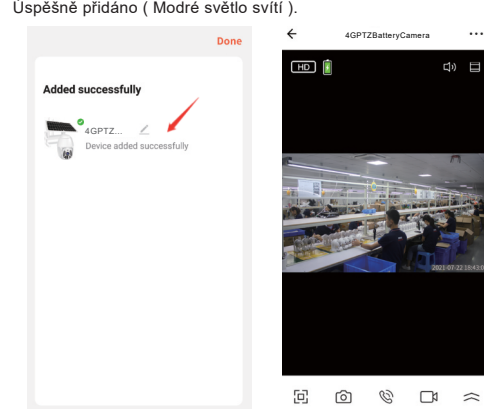 Úspěšně přidáno ( Modré světlo svítí ).
Done
Added successfully
4GPTZ...
Device added successfully
4GPTZBatteryCamera
HD
2021-07-22 18:43:0